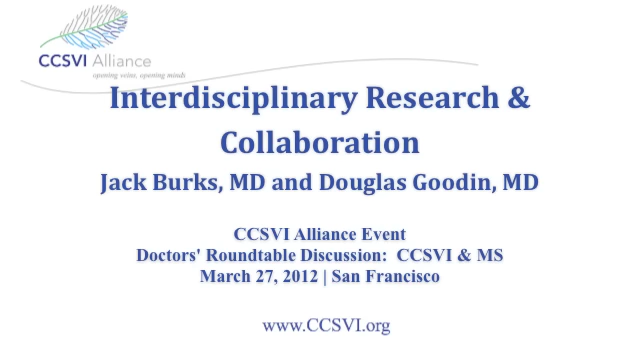 CCSVI Alliance
opening veins, opening minds
Interdisciplinary Research &
Collaboration
Jack Burks, MD and Douglas Goodin, MD
CCSVI Alliance Event
Doctors' Roundtable Discussion:  CCSVI & MS
March 27, 2012 | San Francisco
www.CCSVI.org